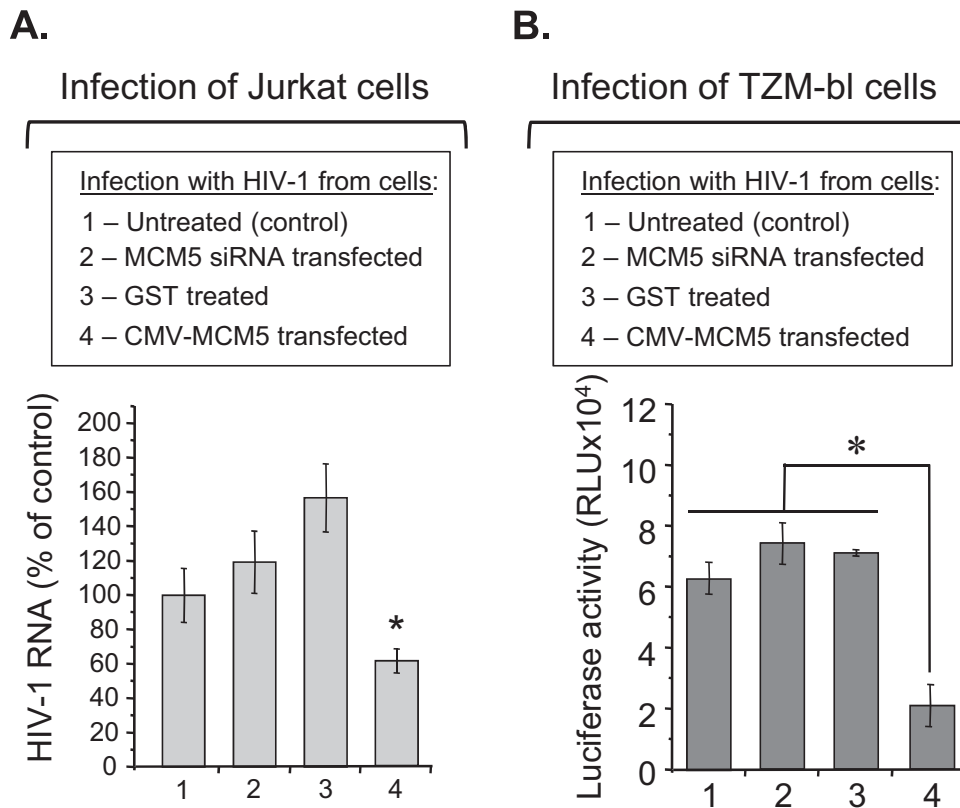 A.
Infection of Jurkat cells
Infection with HIV-1 from cells:
1 – Untreated (control)
2 – MCM5 siRNA transfected
3 – GST treated
4 – CMV-MCM5 transfected
HIV-1 RNA (% of control)
200
180
160
140
120
100
80
60
40
20
0
*
1 2 3 4
B.
Infection of TZM-bl cells
Infection with HIV-1 from cells:
1 – Untreated (control)
2 – MCM5 siRNA transfected
3 – GST treated
4 – CMV-MCM5 transfected
Luciferase activity (RLUx10⁴)
12
10
8
6
4
2
0
*
1 2 3 4